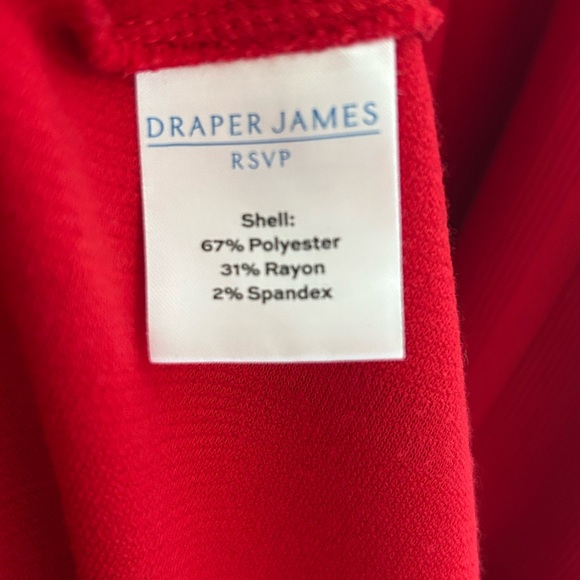 DRAPER JAMES
RSVP
Shell:
67% Polyester
31% Rayon
2% Spandex